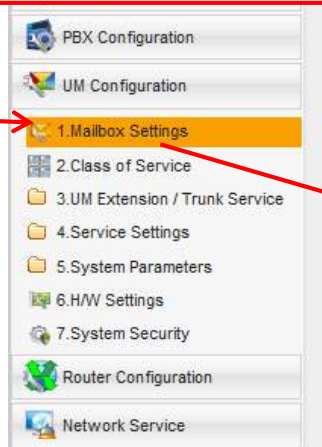 PBX Configuration
UM Configuration
1.Mailbox Settings
2.Class of Service
3.UM Extension / Trunk Service
4.Service Settings
5.System Parameters
6.H/W Settings
7.System Security
Router Configuration
Network Service